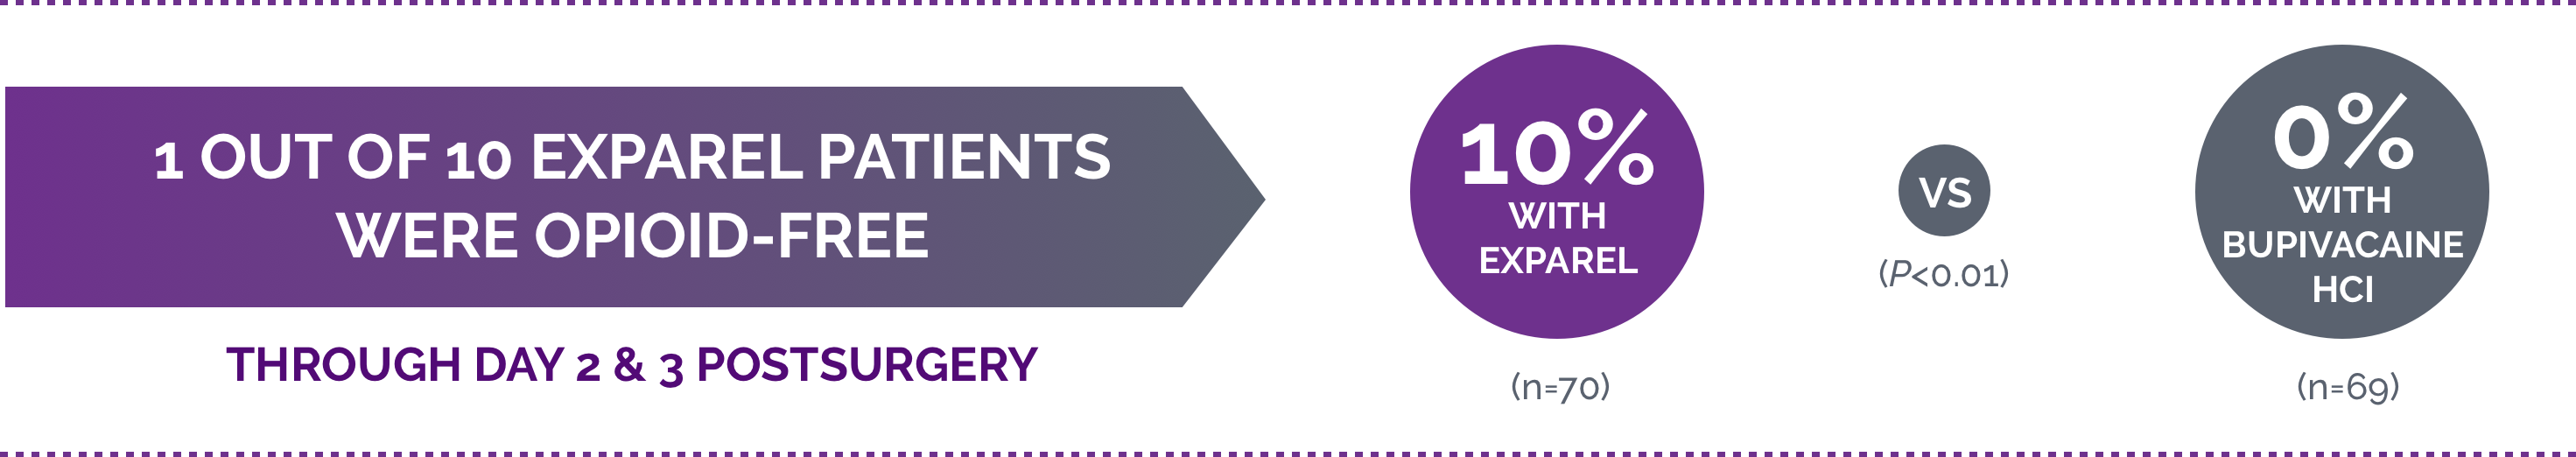 1 OUT OF 10 EXPAREL PATIENTS
WERE OPIOID-FREE
THROUGH DAY 2 & 3 POSTSURGERY
10%
WITH
EXPAREL
(n=70)
VS
(P<0.01)
0%
WITH
BUPIVACAINE
HCl
(n=69)